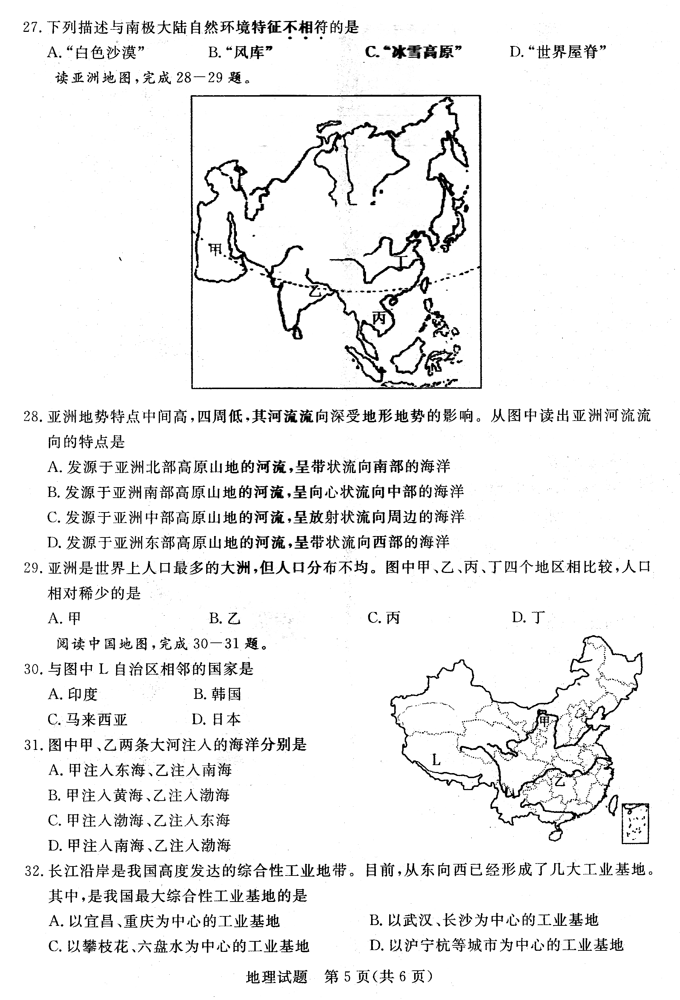 27. 下列描述与南极大陆自然环境特征不相符的是
A. “白色沙漠” B. “风库” C. “冰雪高原” D. “世界屋脊”
读亚洲地图,完成 28—29 题。
甲
丁
乙
丙
28. 亚洲地势特点中间高,四周低,其河流流向深受地形地势的影响。从图中读出亚洲河流流
向的特点是
A. 发源于亚洲北部高原山地的河流,呈带状流向南部的海洋
B. 发源于亚洲南部高原山地的河流,呈向心状流向中部的海洋
C. 发源于亚洲中部高原山地的河流,呈放射状流向周边的海洋
D. 发源于亚洲东部高原山地的河流,呈带状流向西部的海洋
29. 亚洲是世界上人口最多的大洲,但人口分布不均。图中甲、乙、丙、丁四个地区相比较,人口
相对稀少的是
A. 甲 B. 乙 C. 丙 D. 丁
阅读中国地图,完成 30—31 题。
30. 与图中 L 自治区相邻的国家是
A. 印度 B. 韩国
C. 马来西亚 D. 日本
31. 图中甲、乙两条大河注入的海洋分别是
A. 甲注入东海、乙注入南海
B. 甲注入黄海、乙注入渤海
C. 甲注入渤海、乙注入东海
D. 甲注入南海、乙注入渤海
甲
L
乙
32. 长江沿岸是我国高度发达的综合性工业地带。目前,从东向西已经形成了几大工业基地。
其中,是我国最大综合性工业基地的是
A. 以宜昌、重庆为中心的工业基地 B. 以武汉、长沙为中心的工业基地
C. 以攀枝花、六盘水为中心的工业基地 D. 以沪宁杭等城市为中心的工业基地
地理试题 第 5 页(共 6 页)